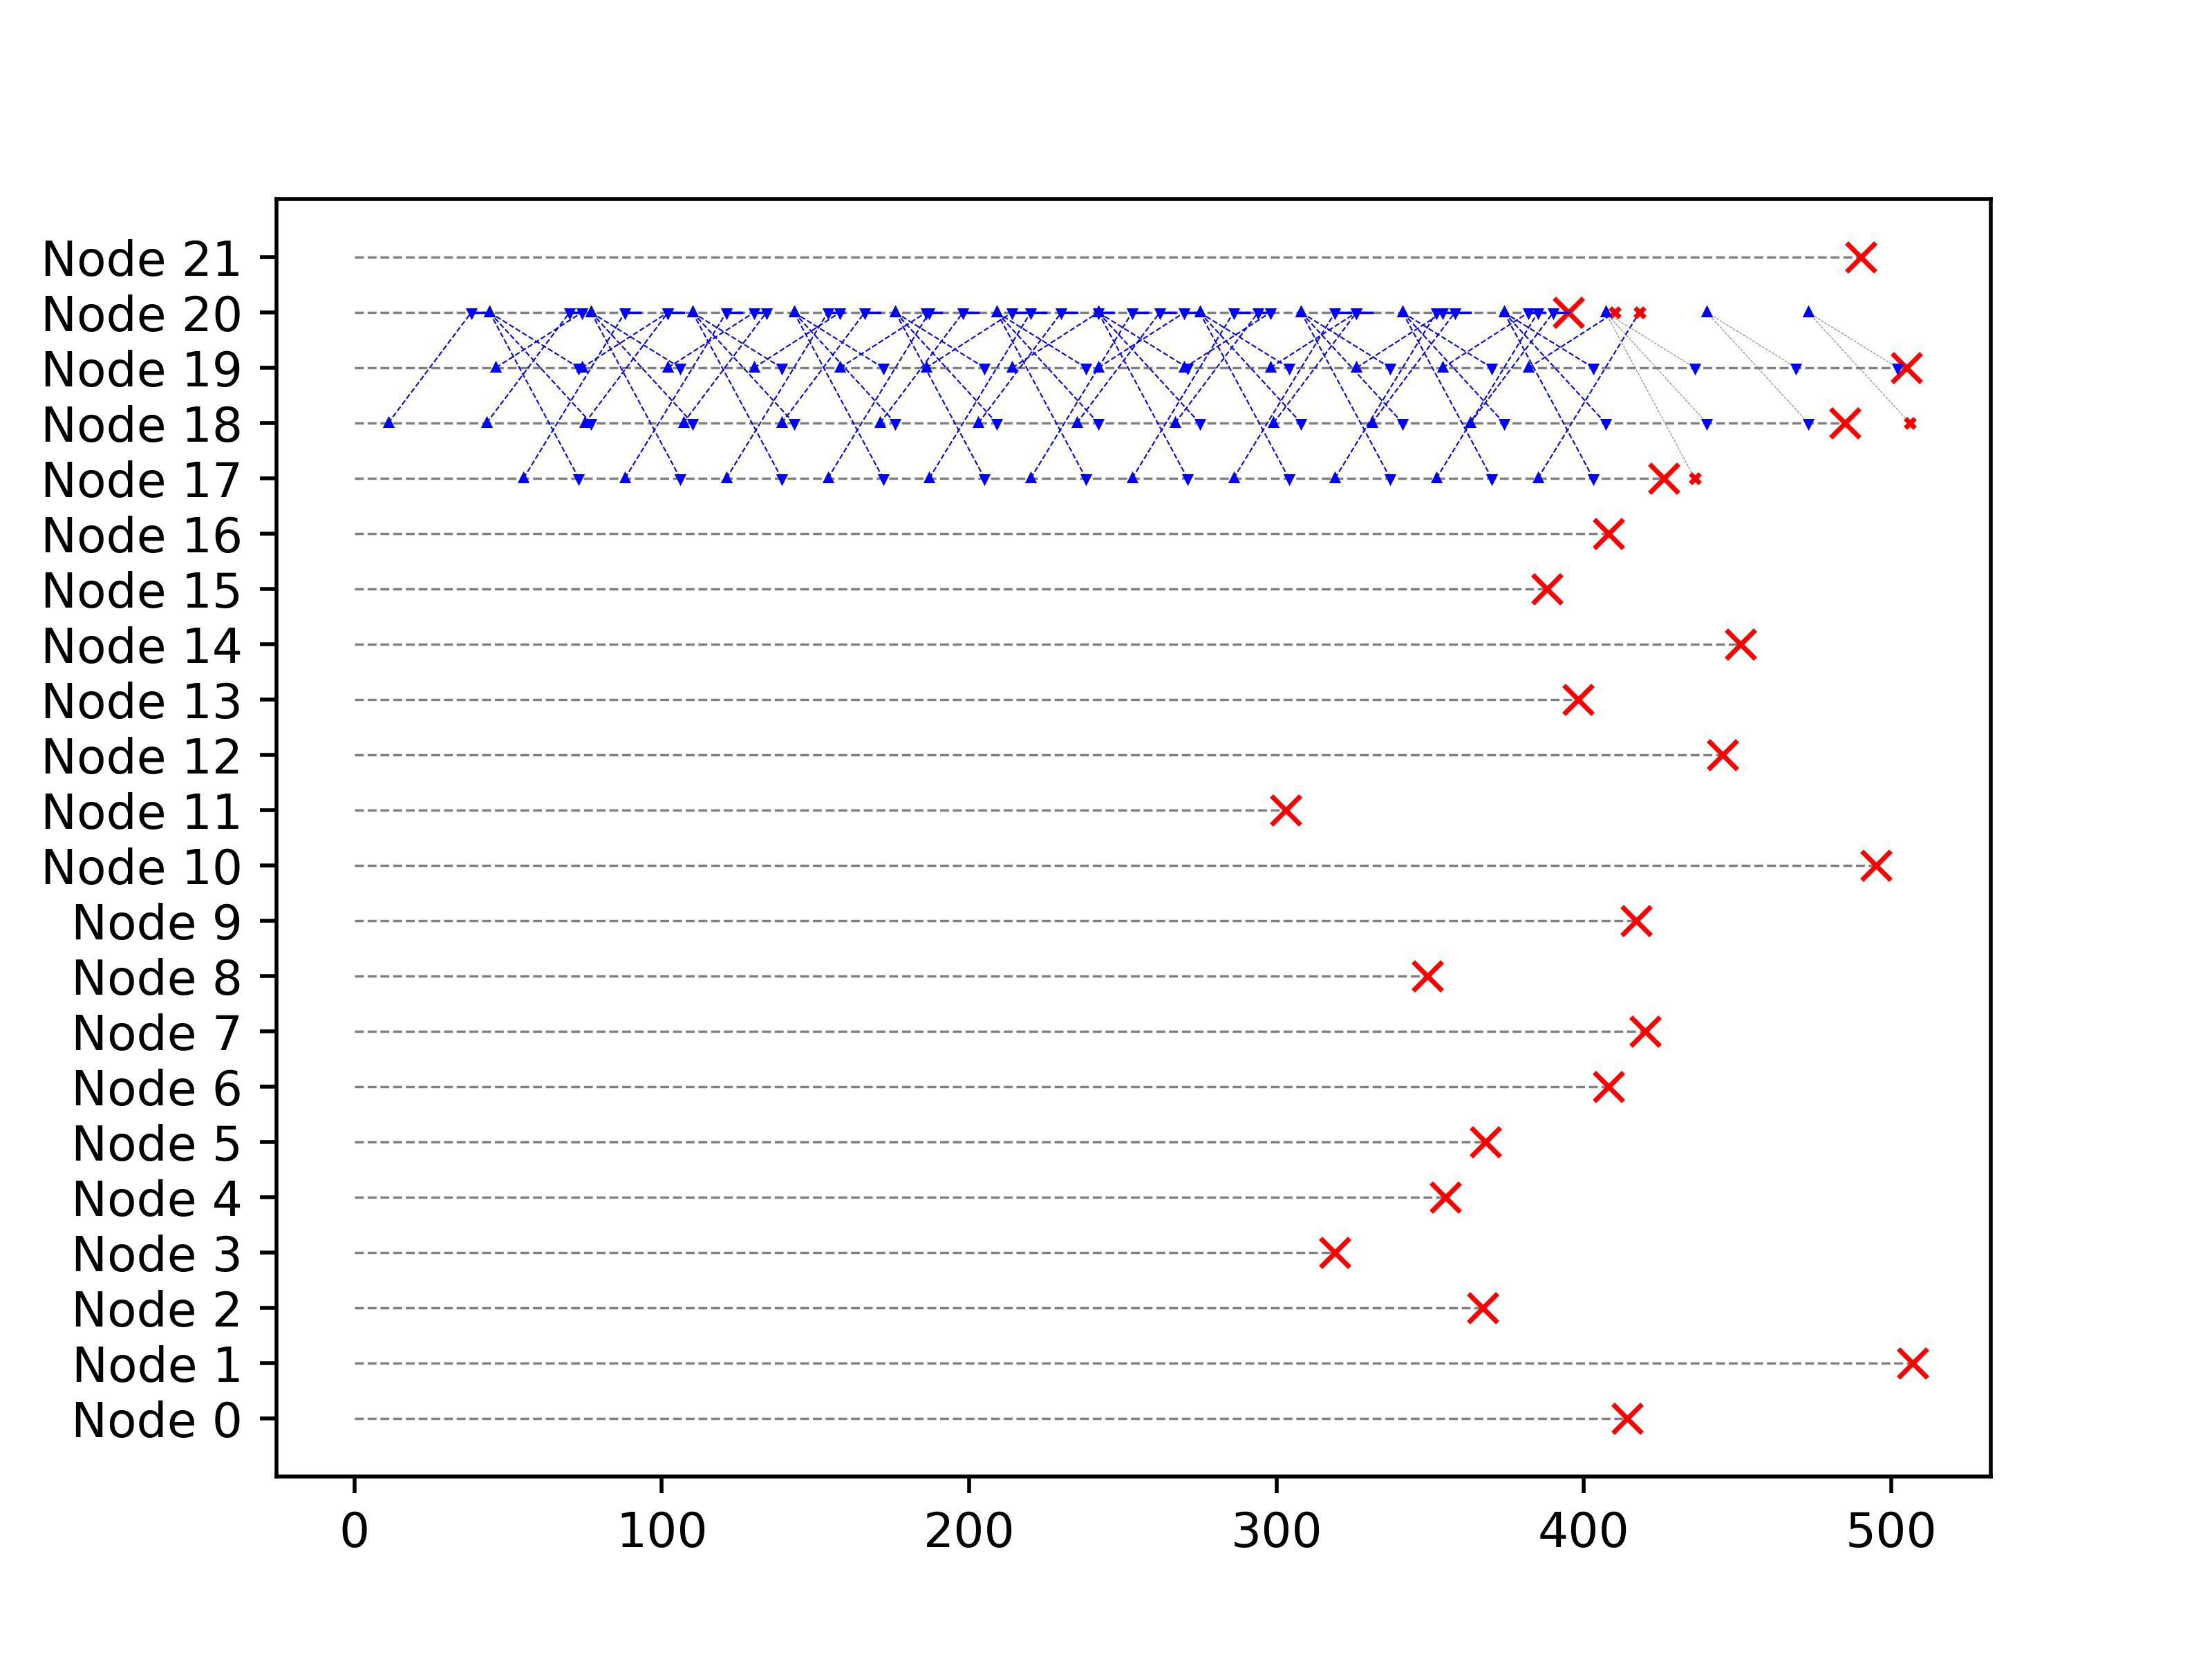 Node 21
Node 20
Node 19
Node 18
Node 17
Node 16
Node 15
Node 14
Node 13
Node 12
Node 11
Node 10
Node 9
Node 8
Node 7
Node 6
Node 5
Node 4
Node 3
Node 2
Node 1
Node 0
0 100 200 300 400 500